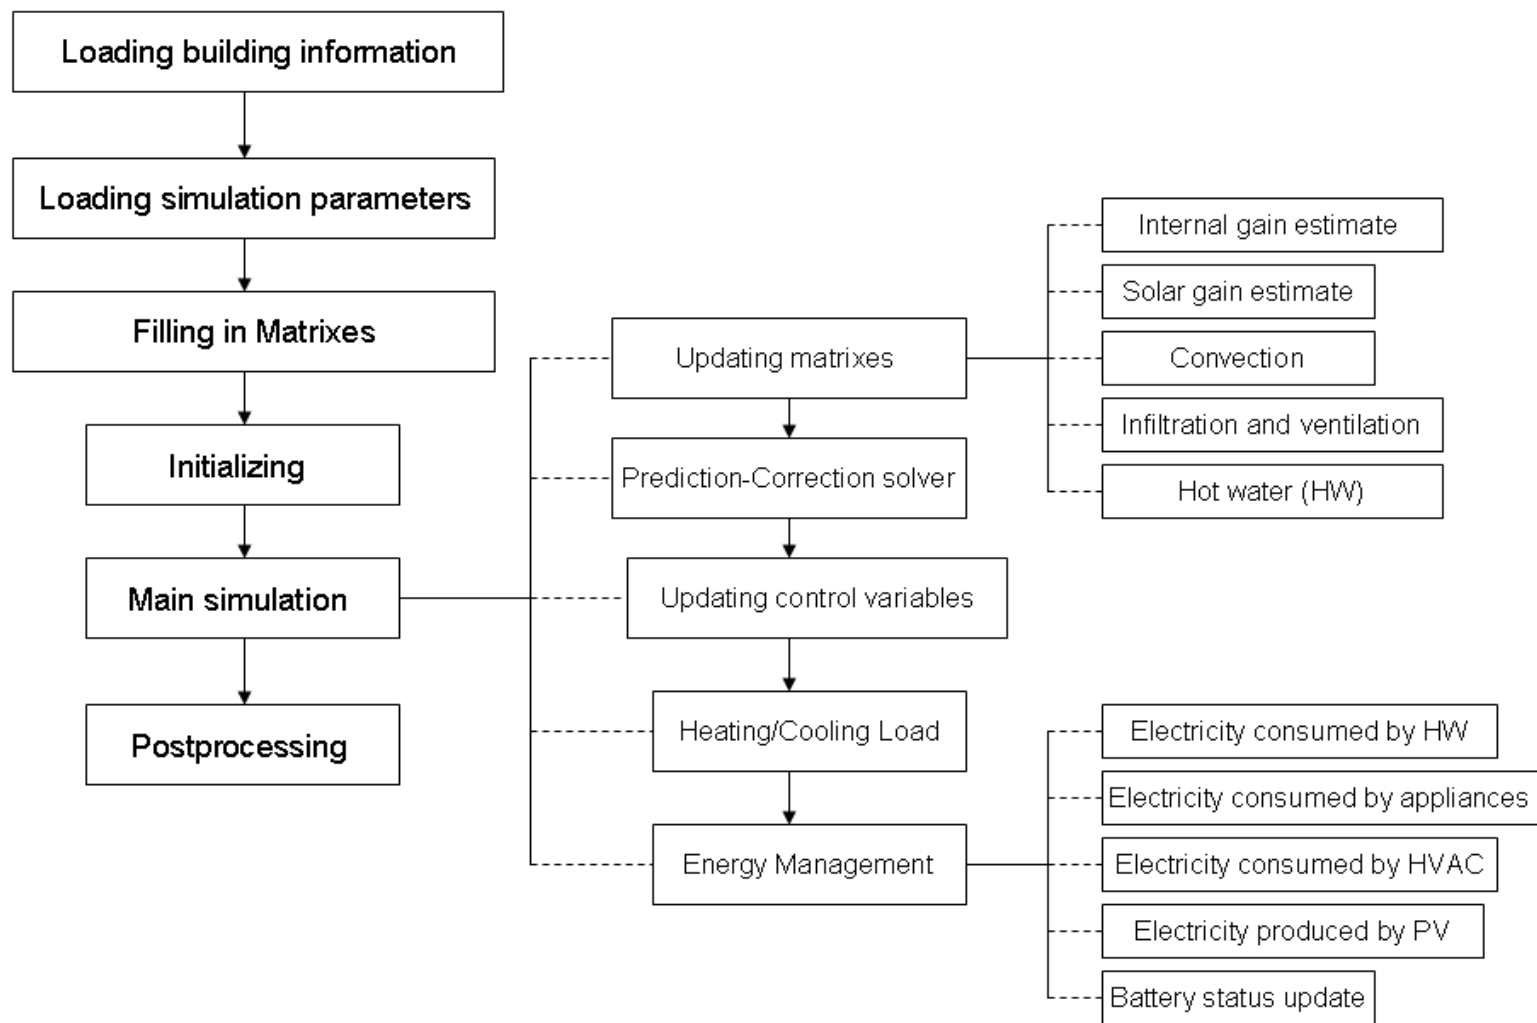 Loading building information
Loading simulation parameters
Filling in Matrixes
Initializing
Main simulation
Postprocessing
Updating matrixes
Prediction-Correction solver
Updating control variables
Heating/Cooling Load
Energy Management
Internal gain estimate
Solar gain estimate
Convection
Infiltration and ventilation
Hot water (HW)
Electricity consumed by HW
Electricity consumed by appliances
Electricity consumed by HVAC
Electricity produced by PV
Battery status update